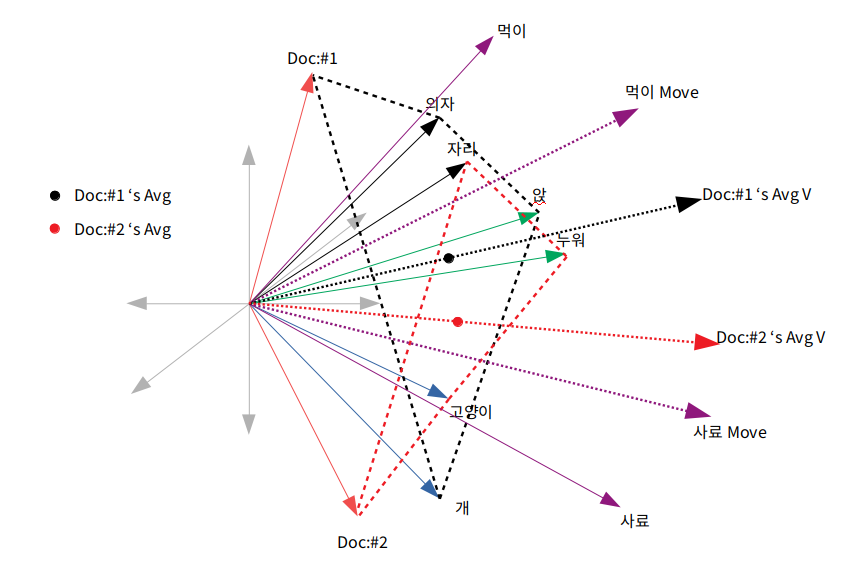 먹이
Doc:#1
먹이 Move
의자
자리
Doc:#1 ‘s Avg
앉
Doc:#1 ‘s Avg V
Doc:#2 ‘s Avg
누워
Doc:#2 ‘s Avg V
고양이
사료 Move
개
사료
Doc:#2